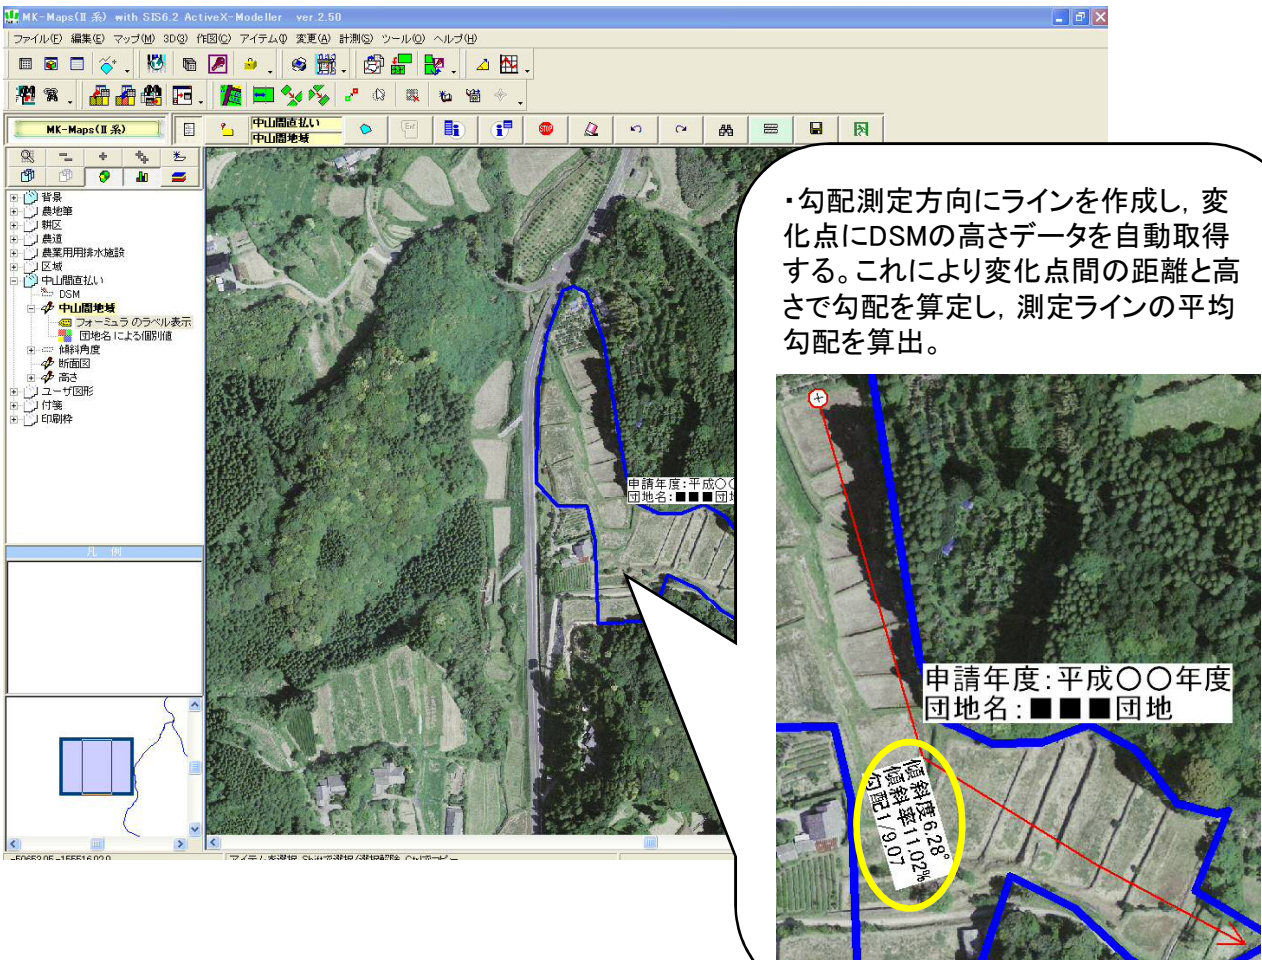 MK-Maps(Ⅱ系) with SIS6.2 ActiveX-Modeller ver.2.50
ファイル(F) 編集(E) マップ(M) 3D(3) 作図(C) アイテム(I) 変更(A) 計測(S) ツール(O) ヘルプ(H)
MK-Maps(Ⅱ系)
中山間直払い
中山間地域
STOP
背景
農地筆
耕区
農道
農業用用排水施設
区域
中山間直払い
DSM
中山間地域
フォーミュラ のラベル表示
団地名 による個別値
傾斜角度
断面図
高さ
ユーザ図形
付箋
印刷枠
凡 例
申請年度:平成〇〇
団地名:■■■団地
・勾配測定方向にラインを作成し, 変
化点にDSMの高さデータを自動取得
する。これにより変化点間の距離と高
さで勾配を算定し, 測定ラインの平均
勾配を算出。
申請年度:平成〇〇年度
団地名:■■■団地
傾斜度6.28°
傾斜率11.02%
勾配1/9.07